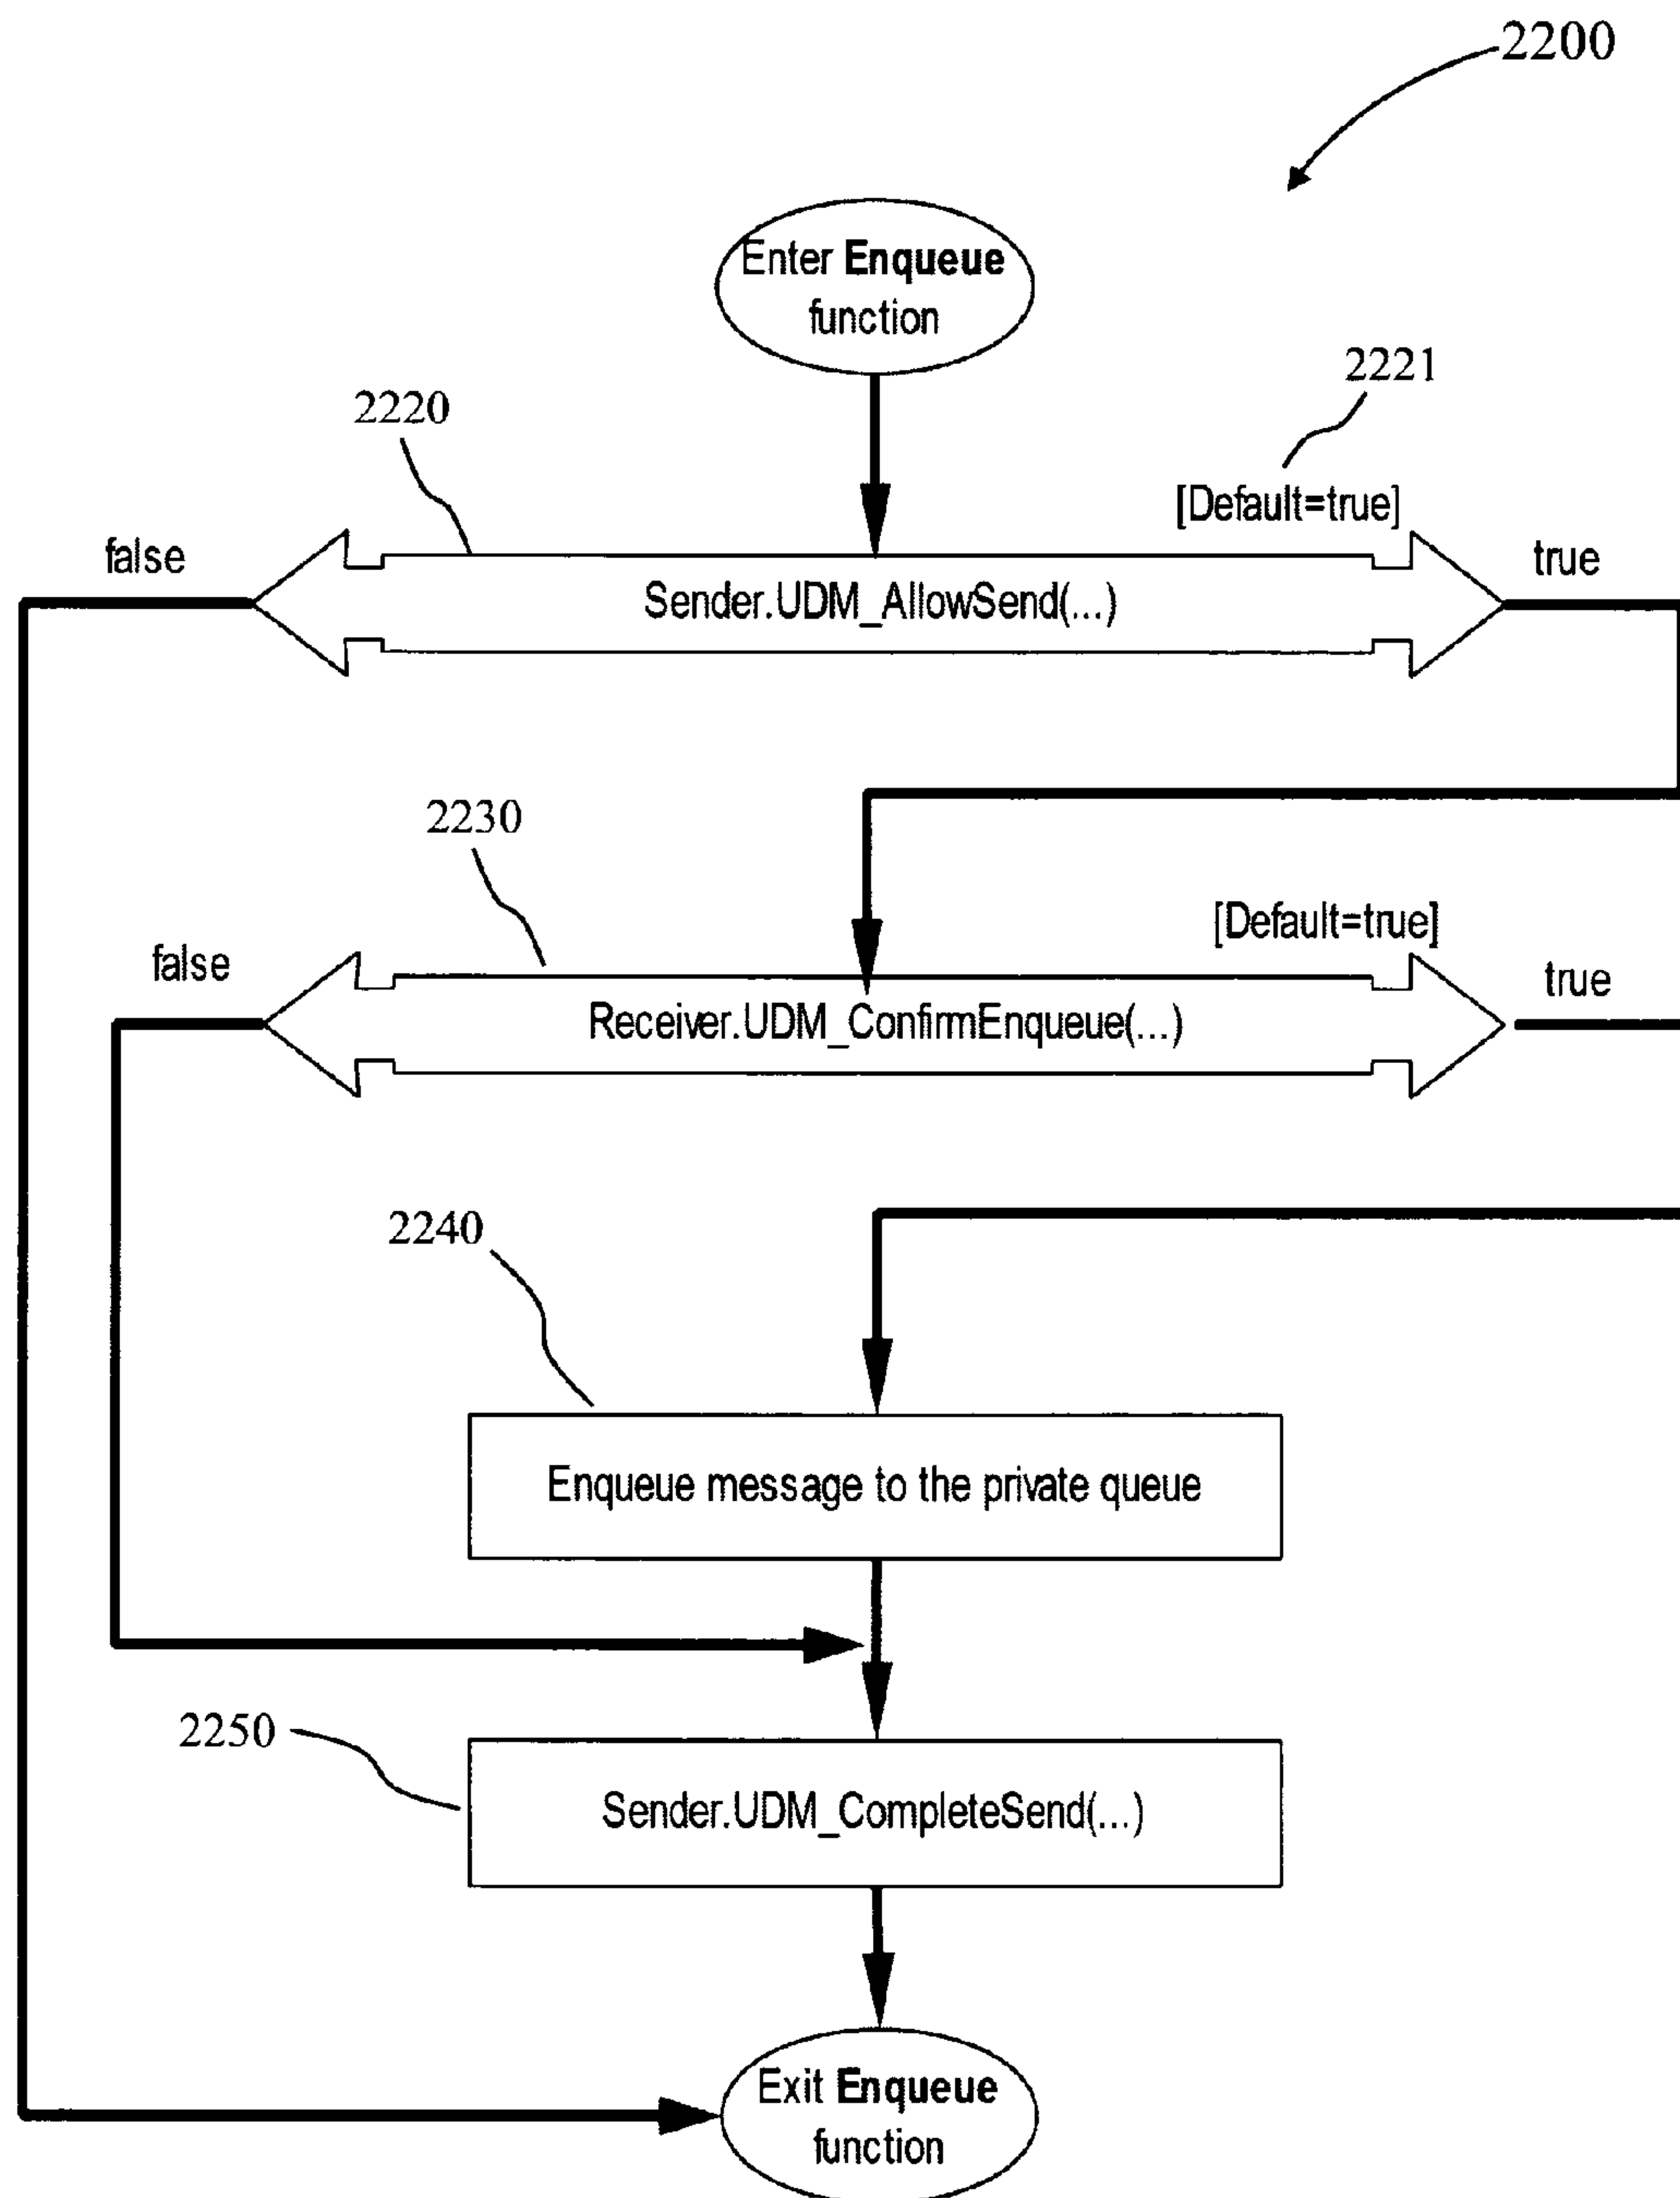 2200
Enter Enqueue
function
2221
2220
[Default=true]
false
true
Sender.UDM_AllowSend(...)
2230
[Default=true]
false
true
Receiver.UDM_ConfirmEnqueue(...)
2240
Enqueue message to the private queue
2250
Sender.UDM_CompleteSend(...)
Exit Enqueue
function